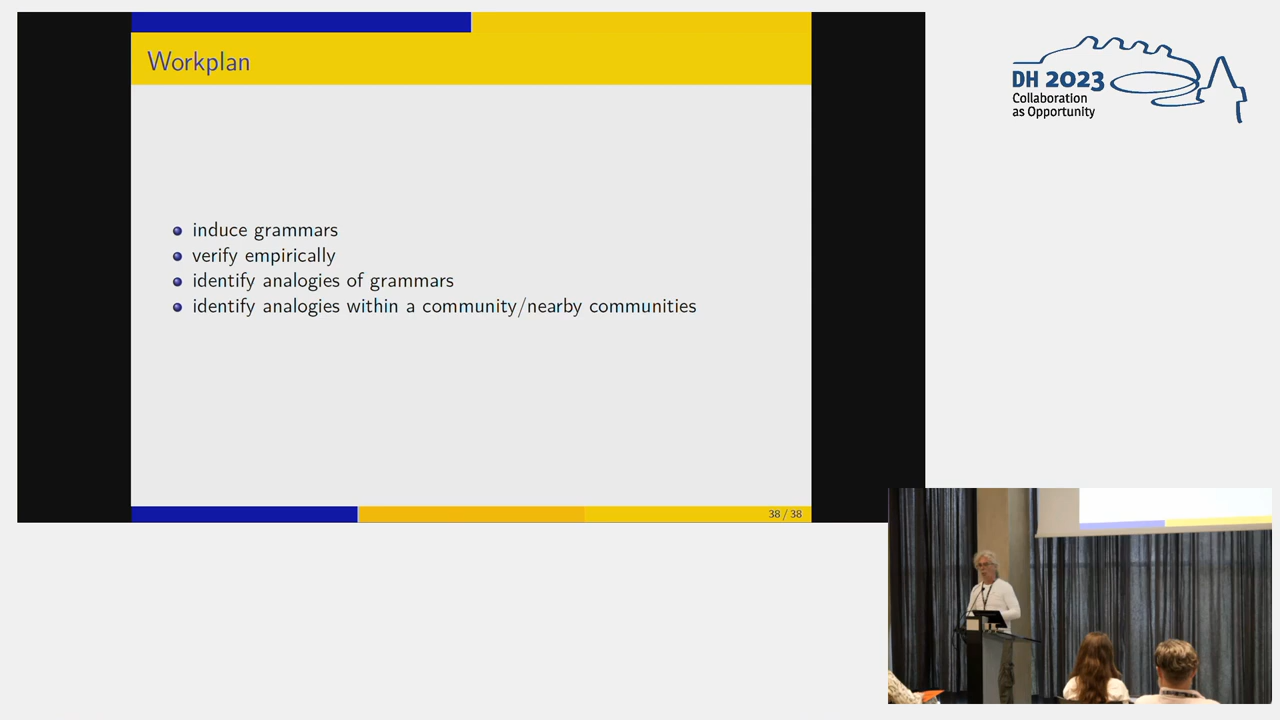 Workplan
induce grammars
verify empirically
identify analogies of grammars
identify analogies within a community/nearby communities
38 / 38
DH 2023
Collaboration
as Opportunity